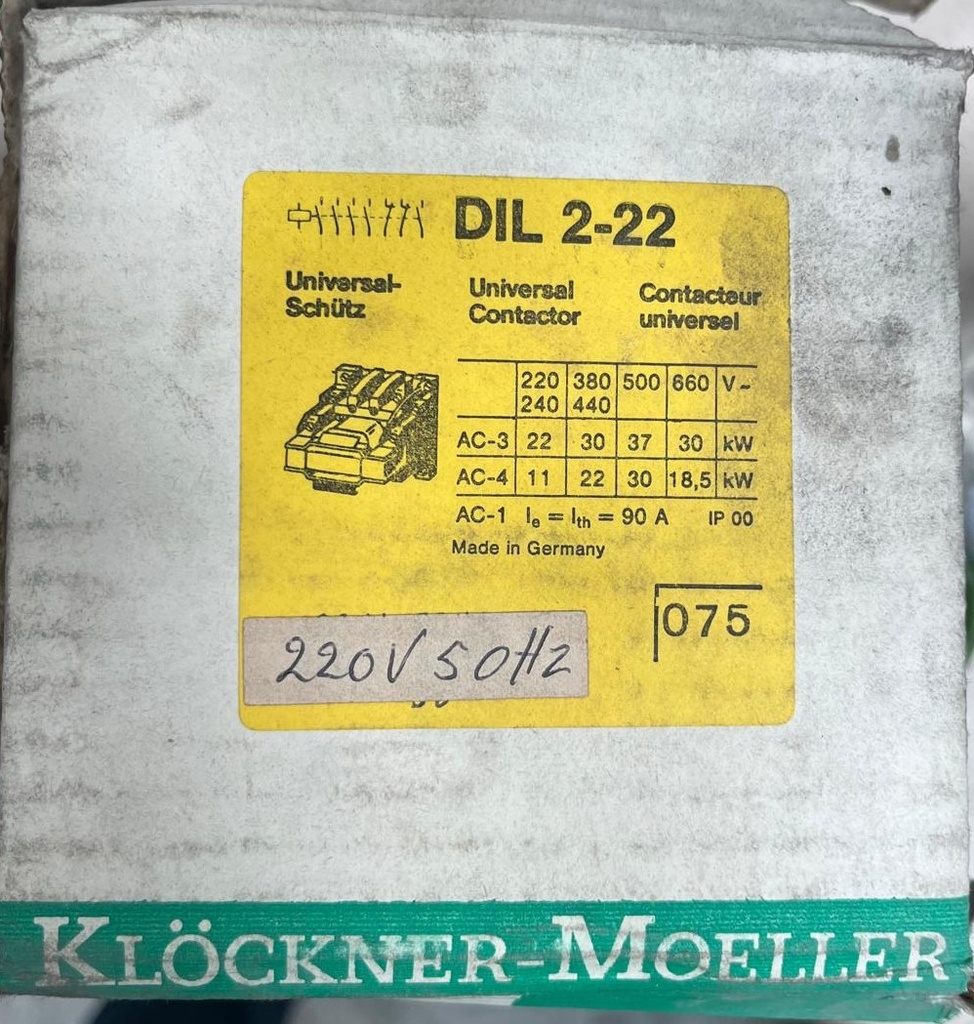 DIL 2-22
Universal-
Schütz
Universal
Contactor
Contacteur
universel
220 380 500 660 V~
240 440
AC-3 22 30 37 30 kW
AC-4 11 22 30 18,5 kW
AC-1 Ie = Ith = 90 A IP 00
Made in Germany
075
220V 50Hz
KLÖCKNER-MOELLER